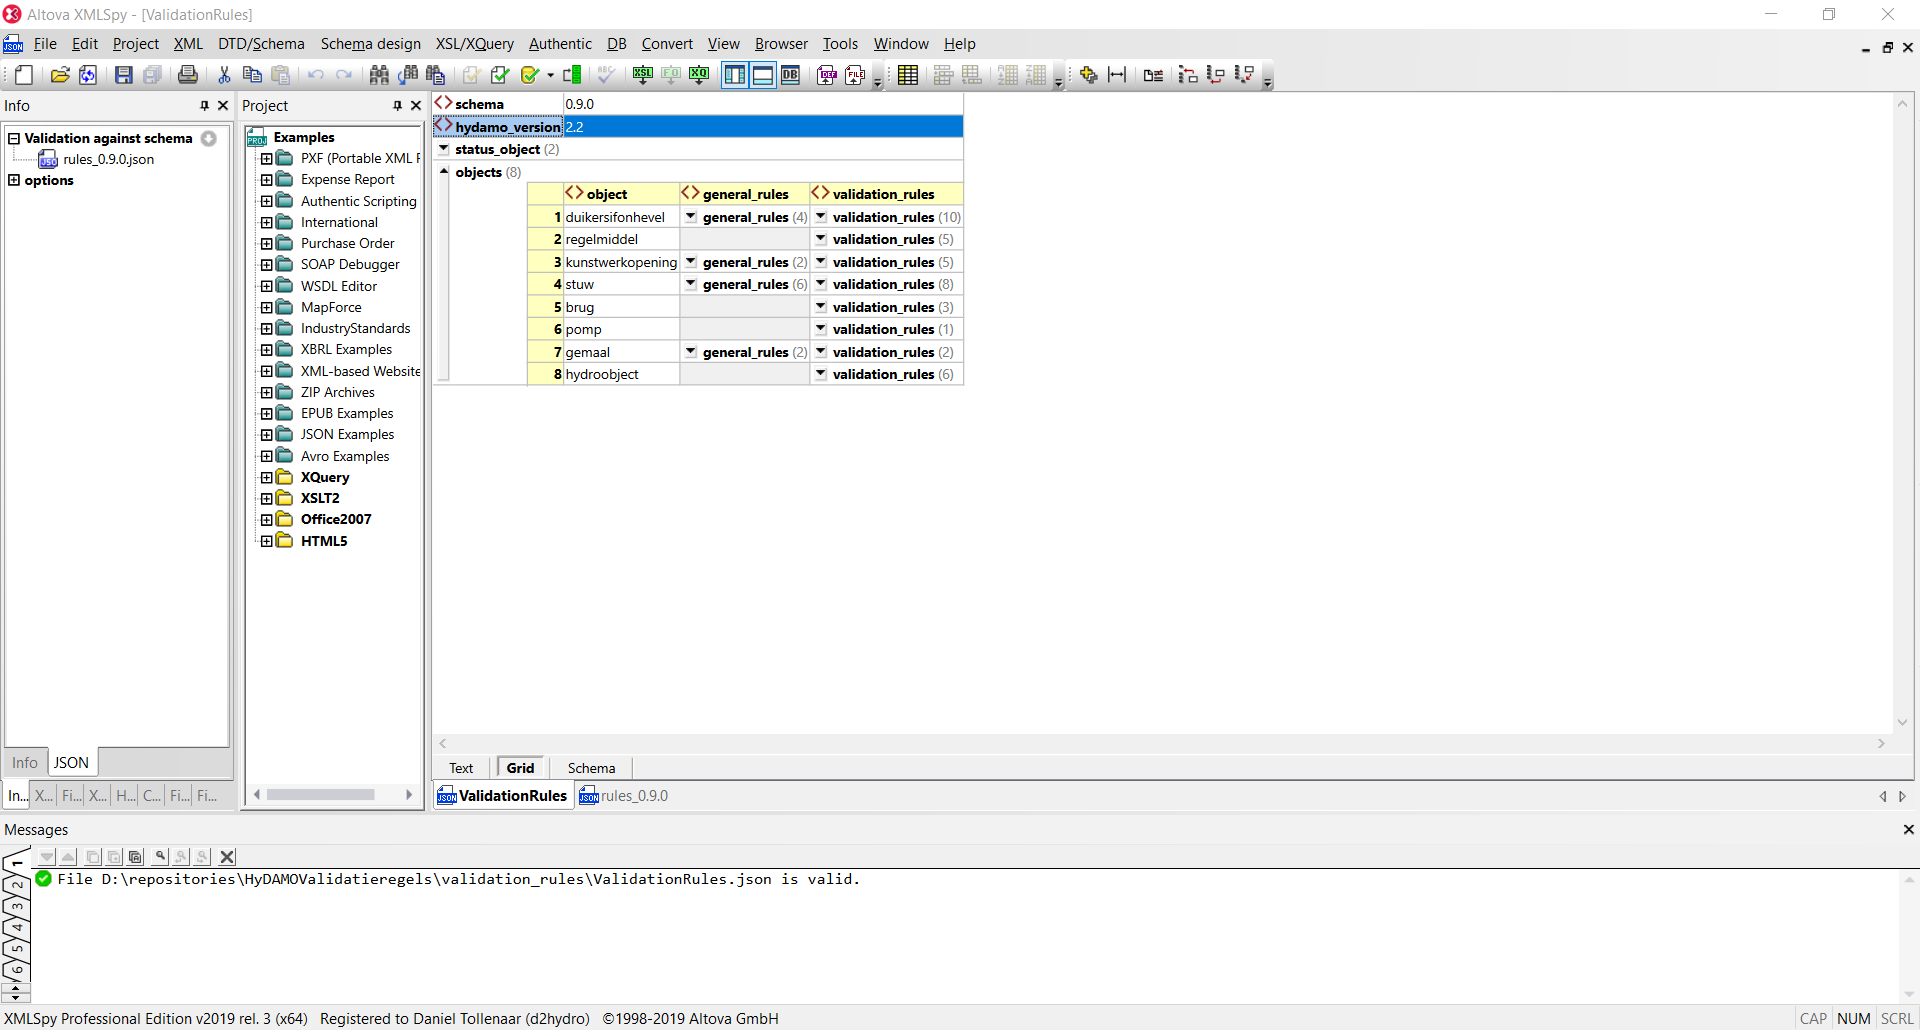 Altova XMLSpy - [ValidationRules]
File Edit Project XML DTD/Schema Schema design XSL/XQuery Authentic DB Convert View Browser Tools Window Help
Info
Validation against schema
rules_0.9.0.json
options
Info JSON
In... X... Fi... X... H... C... Fi... Fi...
Project
Examples
PXF (Portable XML F
Expense Report
Authentic Scripting
International
Purchase Order
SOAP Debugger
WSDL Editor
MapForce
IndustryStandards
XBRL Examples
XML-based Website
ZIP Archives
EPUB Examples
JSON Examples
Avro Examples
XQuery
XSLT2
Office2007
HTML5
schema 0.9.0
hydamo_version 2.2
status_object (2)
objects (8)
object general_rules validation_rules
1 duikersifonhevel general_rules (4) validation_rules (10)
2 regelmiddel validation_rules (5)
3 kunstwerkopening general_rules (2) validation_rules (5)
4 stuw general_rules (6) validation_rules (8)
5 brug validation_rules (3)
6 pomp validation_rules (1)
7 gemaal general_rules (2) validation_rules (2)
8 hydroobject validation_rules (6)
Text Grid Schema
ValidationRules rules_0.9.0
Messages
1
2
3
4
5
6
File D:\repositories\HyDAMOValidatieregels\validation_rules\ValidationRules.json is valid.
XMLSpy Professional Edition v2019 rel. 3 (x64) Registered to Daniel Tollenaar (d2hydro) ©1998-2019 Altova GmbH
CAP NUM SCRL